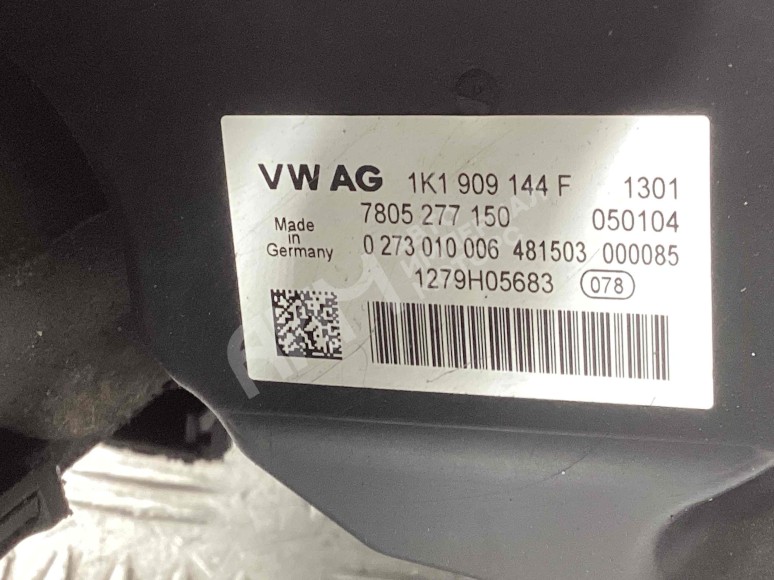 VW AG 1K1 909 144 F 1301
7805 277 150 050104
Made
in
Germany
0 273 010 006 481503 000085
1279H05683 078